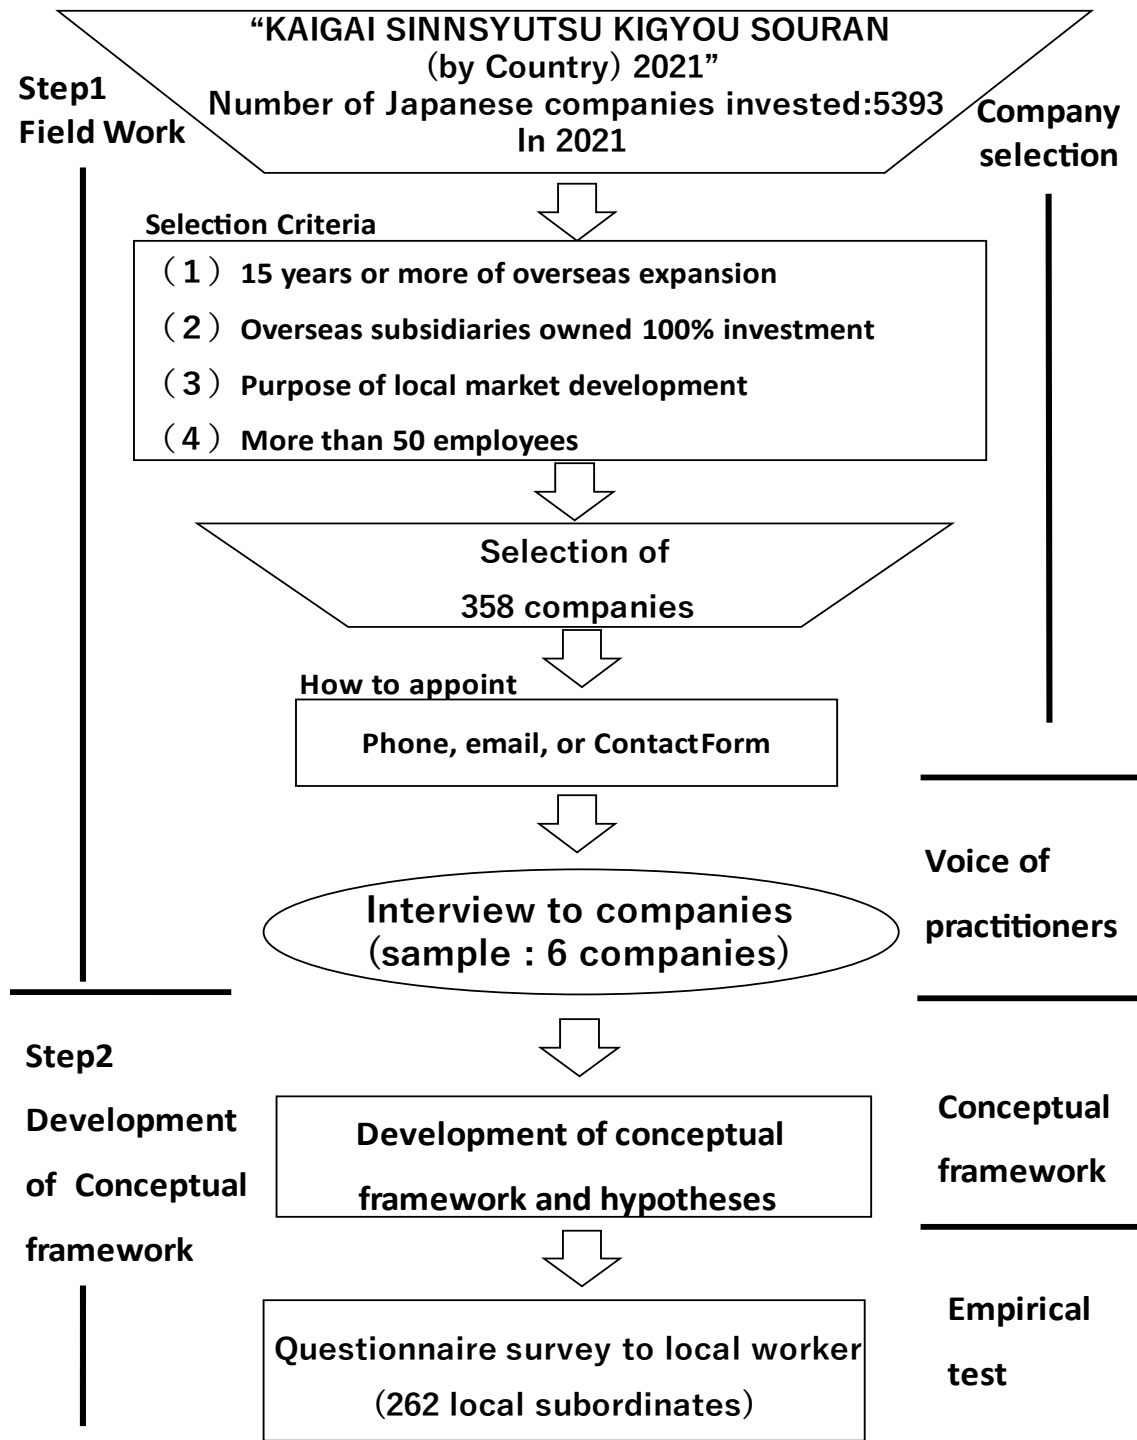 “KAIGAI SINNSYUTSU KIGYOU SOURAN
(by Country) 2021”
Number of Japanese companies invested:5393
In 2021
Step1
Field Work
Company
selection
Selection Criteria
（1）15 years or more of overseas expansion
（2）Overseas subsidiaries owned 100% investment
（3）Purpose of local market development
（4）More than 50 employees
Selection of
358 companies
How to appoint
Phone, email, or ContactForm
Voice of
practitioners
Interview to companies
(sample : 6 companies)
Step2
Development
of Conceptual
framework
Conceptual
framework
Development of conceptual
framework and hypotheses
Empirical
test
Questionnaire survey to local worker
(262 local subordinates)